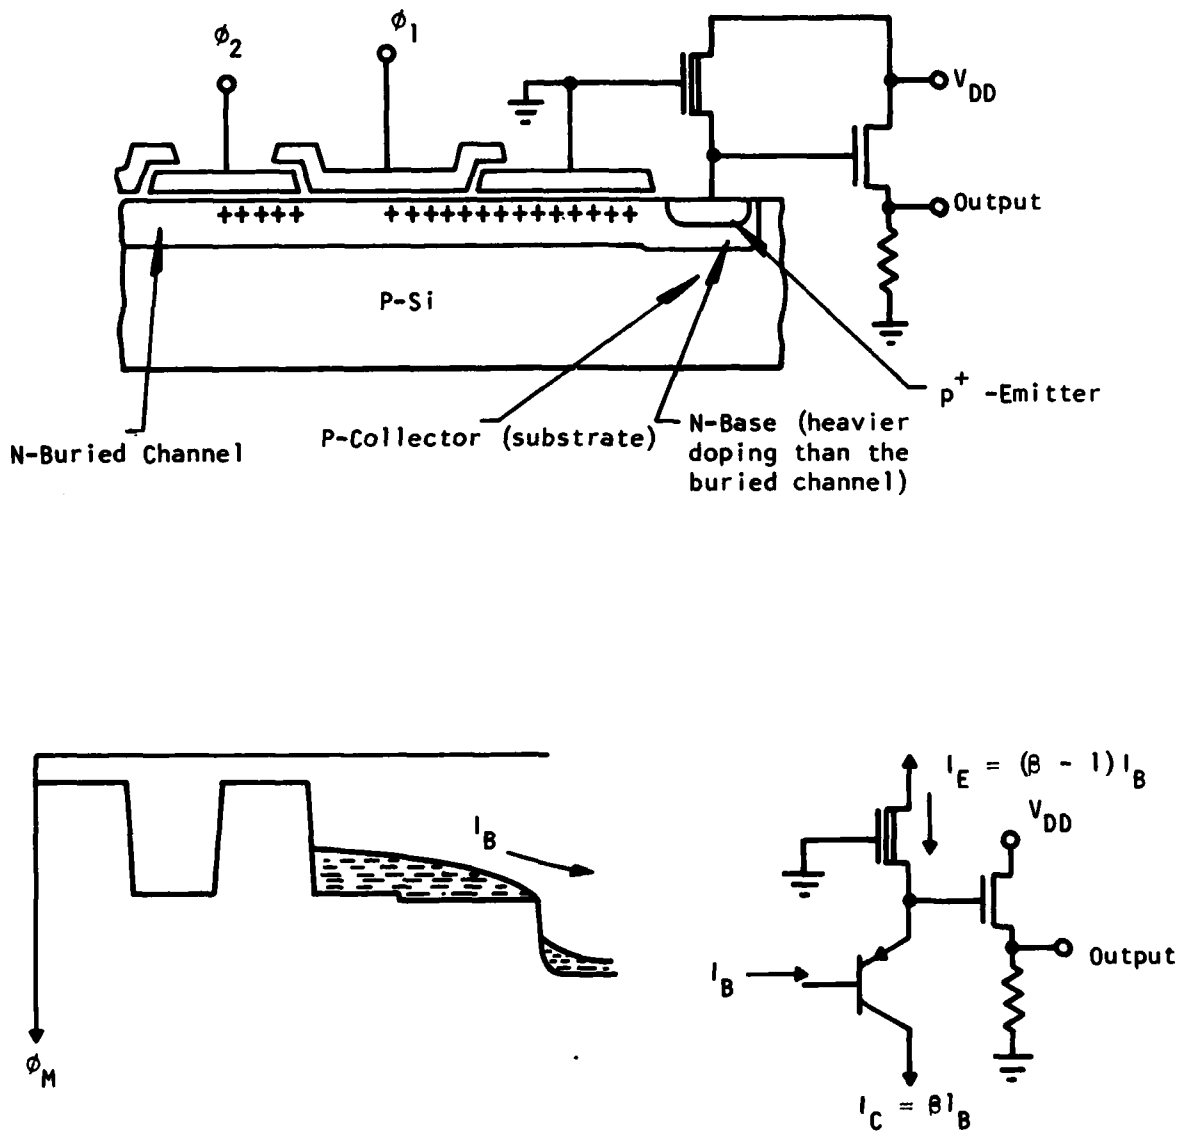 ϕ2
ϕ1
VDD
Output
+++++
++++++++++++++
P-Si
p+ -Emitter
N-Buried Channel
P-Collector (substrate)
N-Base (heavier
doping than the
buried channel)
IE = (β - 1)IB
VDD
IB
Output
IB
ϕM
IC = βIB